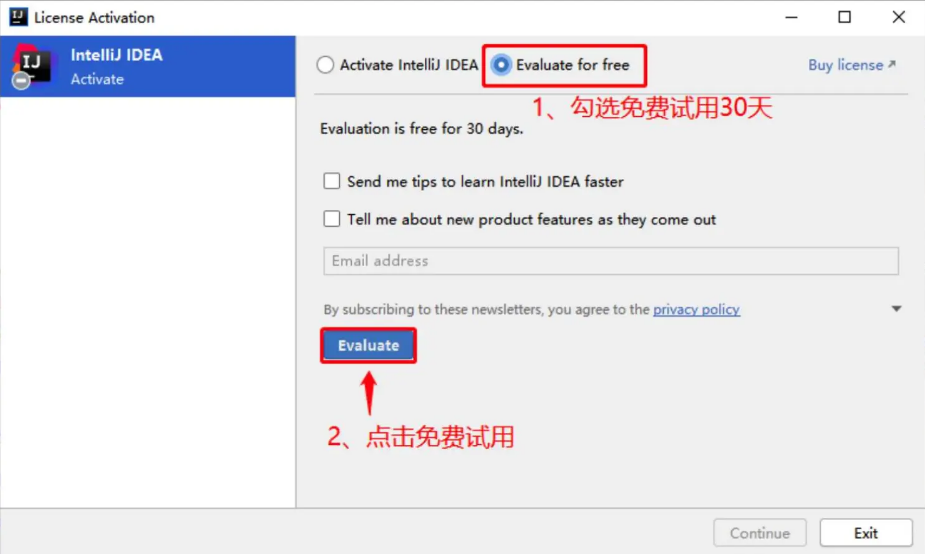 License Activation
IntelliJ IDEA
Activate
Activate IntelliJ IDEA Evaluate for free Buy license ↗
1、勾选免费试用30天
Evaluation is free for 30 days.
Send me tips to learn IntelliJ IDEA faster
Tell me about new product features as they come out
Email address
By subscribing to these newsletters, you agree to the privacy policy
Evaluate
2、点击免费试用
Continue Exit